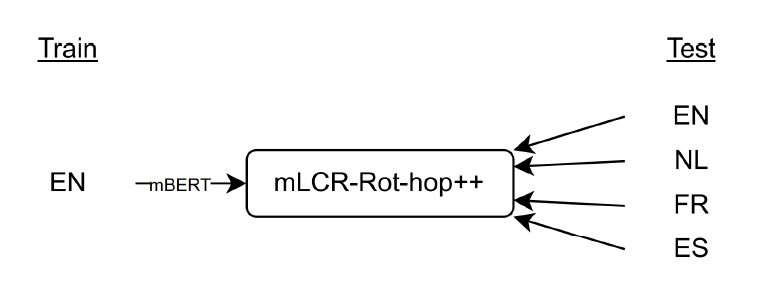 Train
Test
EN
mBERT
mLCR-Rot-hop++
EN
NL
FR
ES